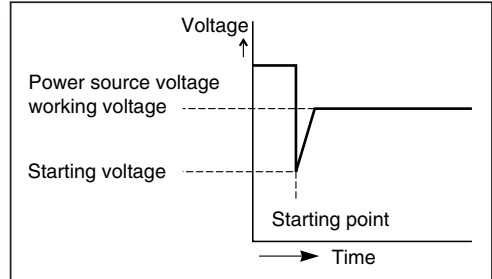 Voltage
Power source voltage
working voltage
Starting voltage
Starting point
Time